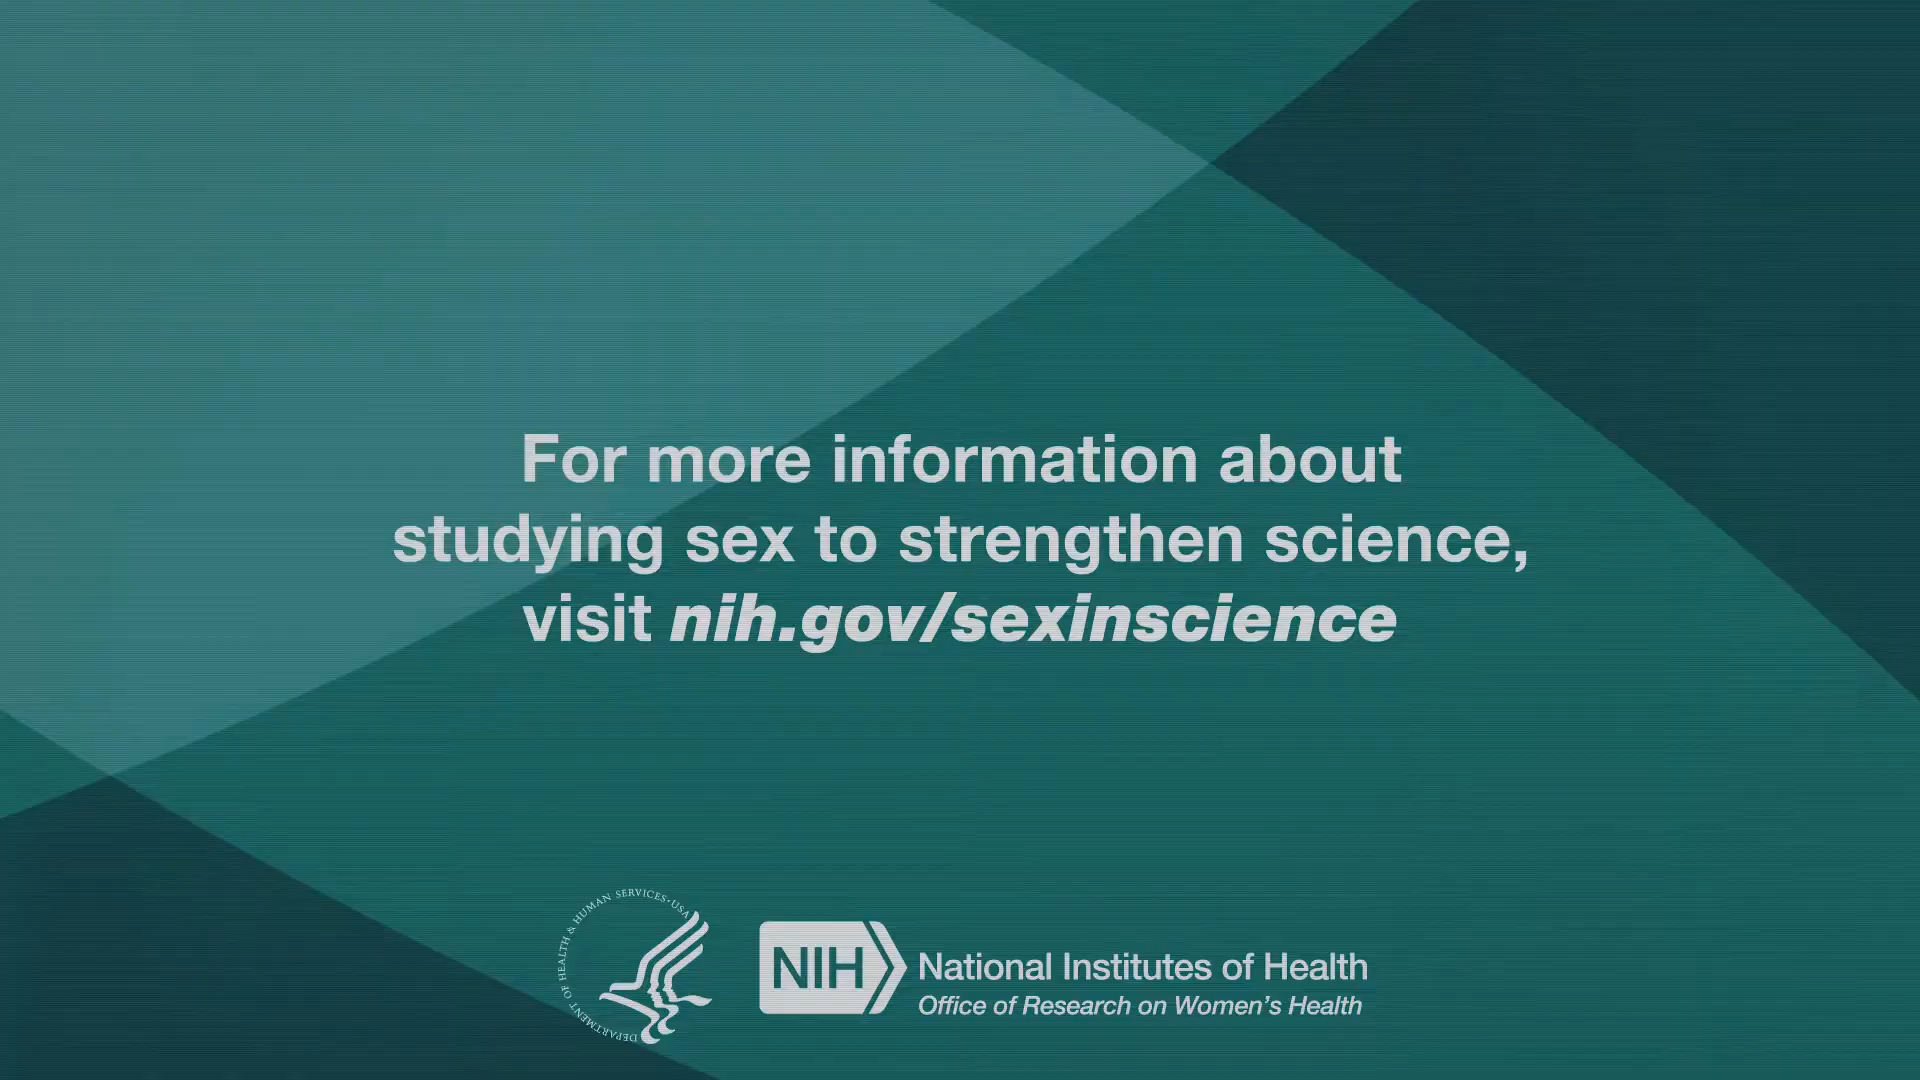 For more information about
studying sex to strengthen science,
visit nih.gov/sexinscience
DEPARTMENT OF HEALTH & HUMAN SERVICES • USA
NIH
National Institutes of Health
Office of Research on Women's Health